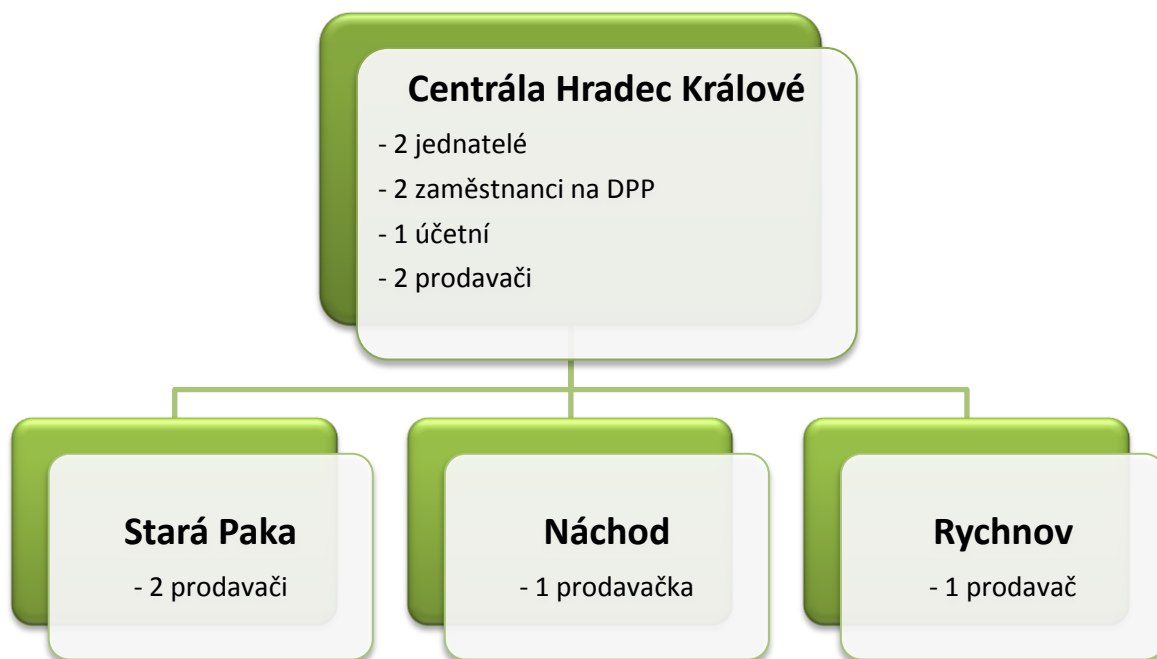 Centrála Hradec Králové
- 2 jednatelé
- 2 zaměstnanci na DPP
- 1 účetní
- 2 prodavači
Stará Paka
- 2 prodavači
Náchod
- 1 prodavačka
Rychnov
- 1 prodavač